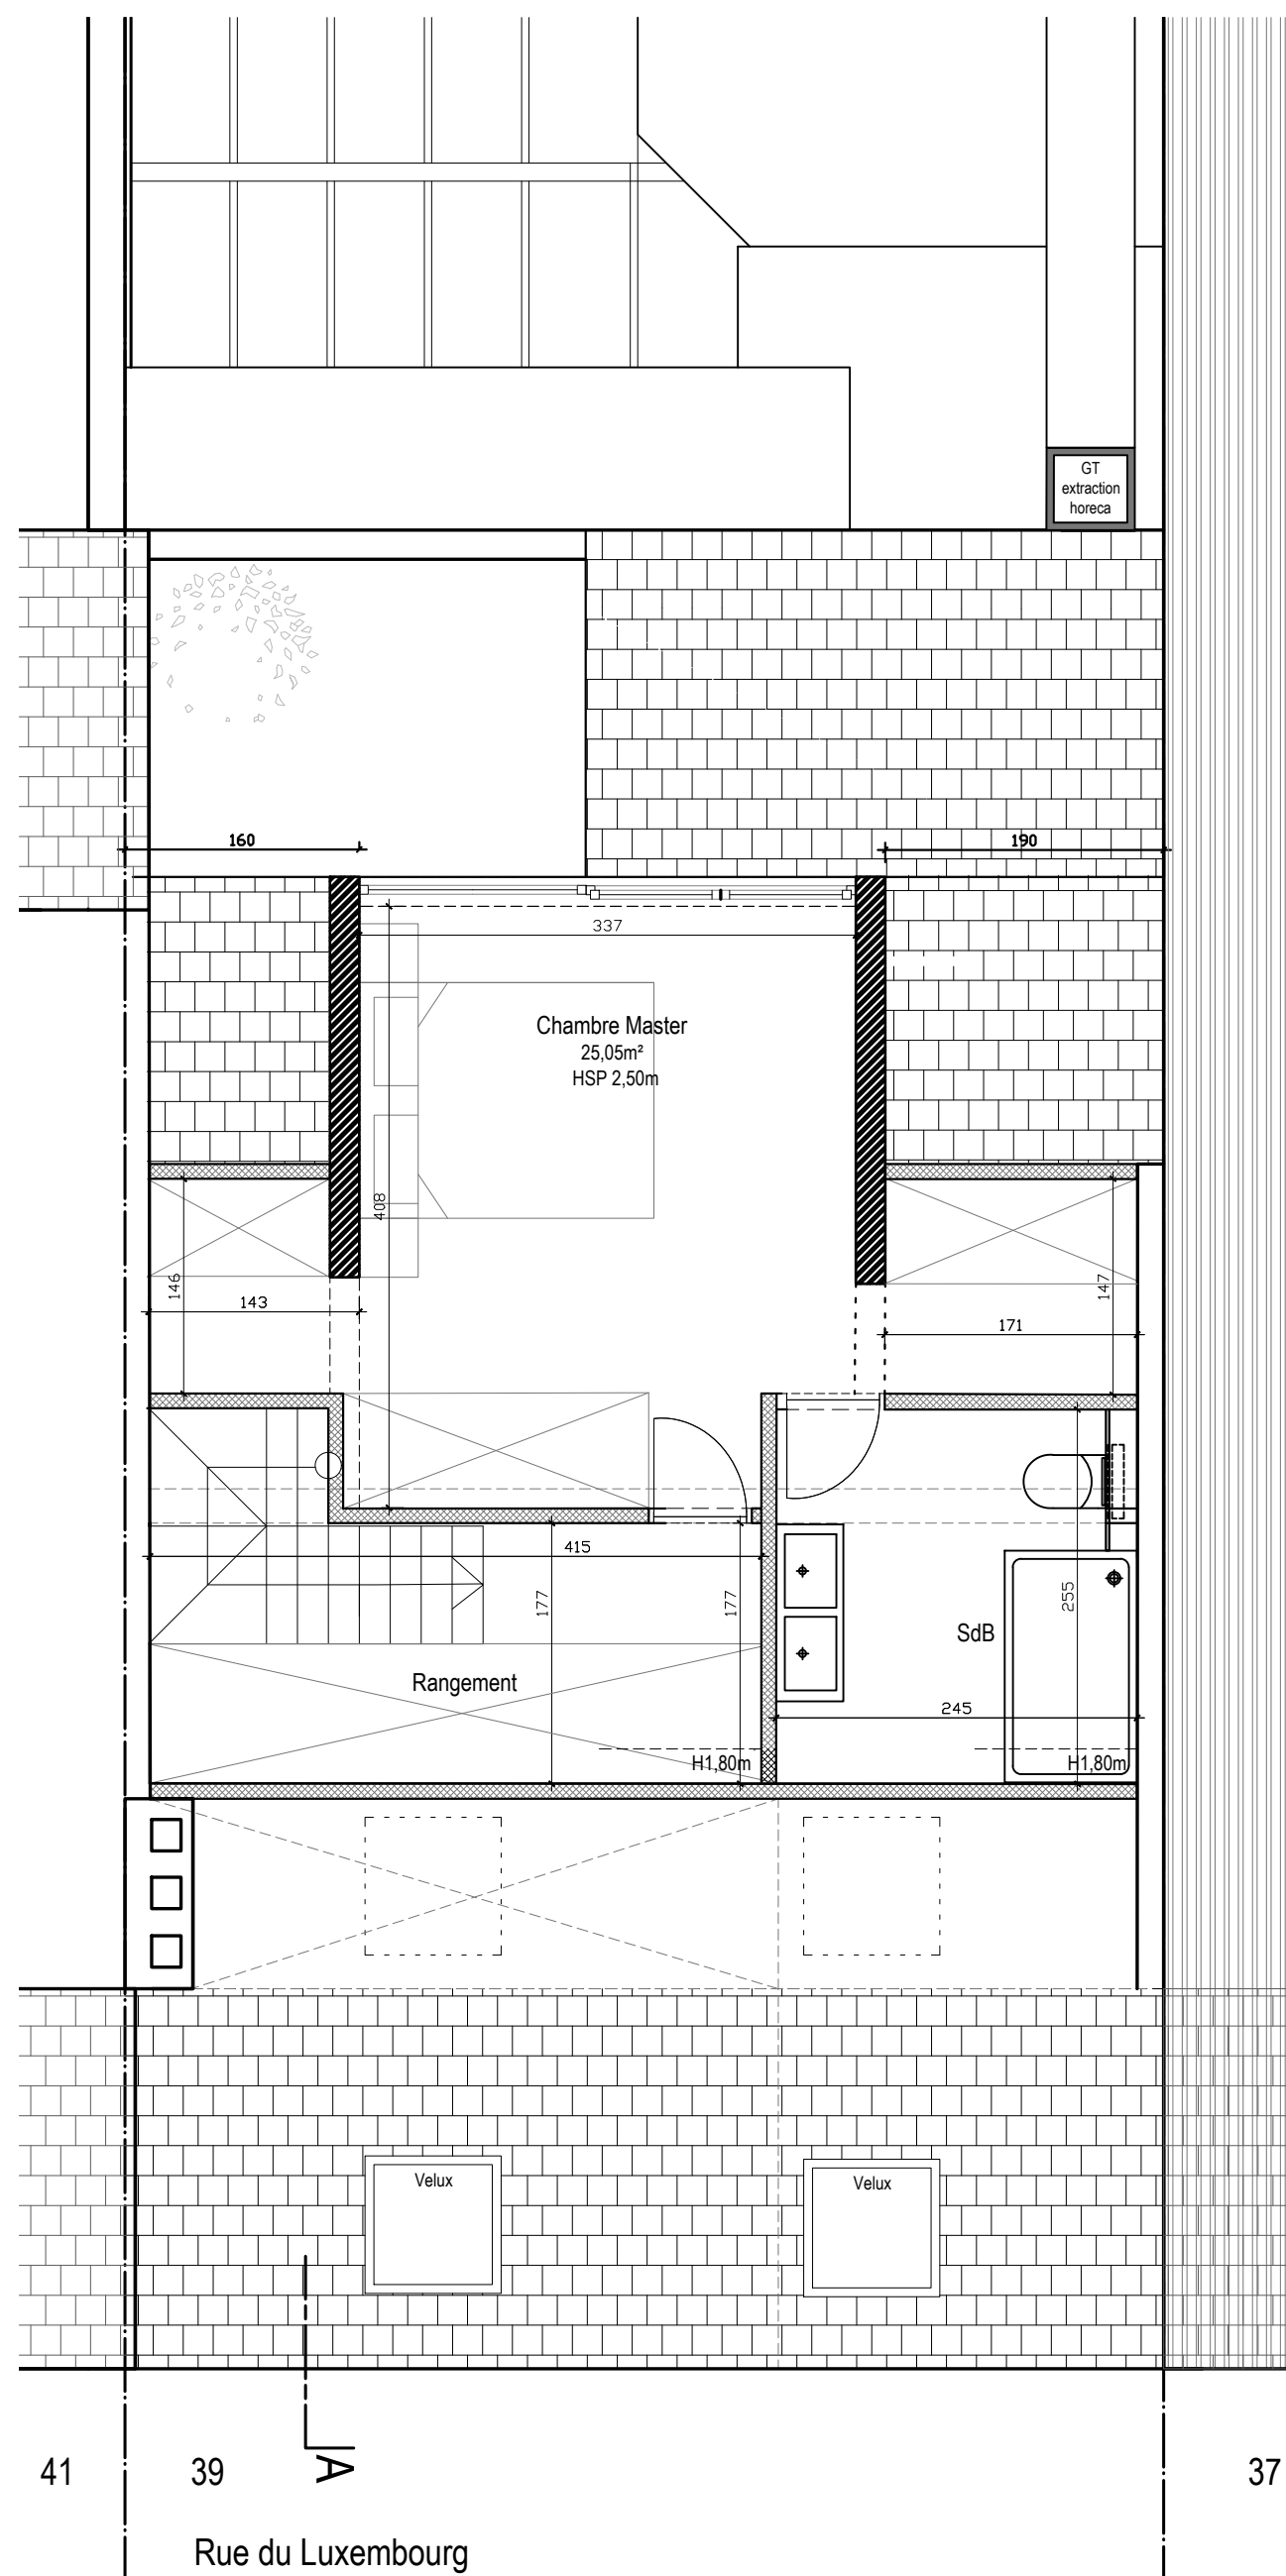 GT
extraction
horeca
160
190
337
Chambre Master
25,05m²
HSP 2,50m
408
146
143
147
171
415
177
177
255
SdB
Rangement
245
H1,80m
H1,80m
Velux
Velux
41
39
A
37
Rue du Luxembourg